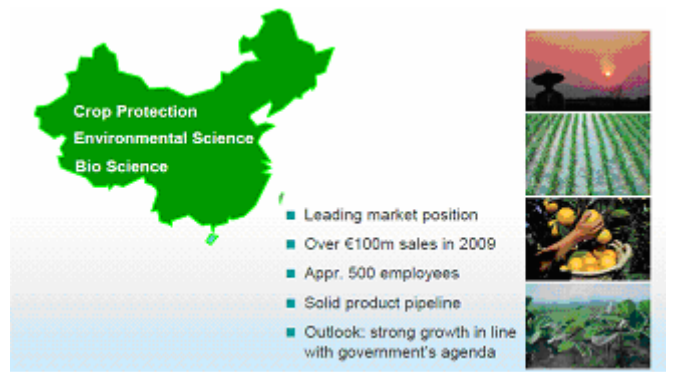 Crop Protection
Environmental Science
Bio Science
Leading market position
Over €100m sales in 2009
Appr. 500 employees
Solid product pipeline
Outlook: strong growth in line
with government's agenda